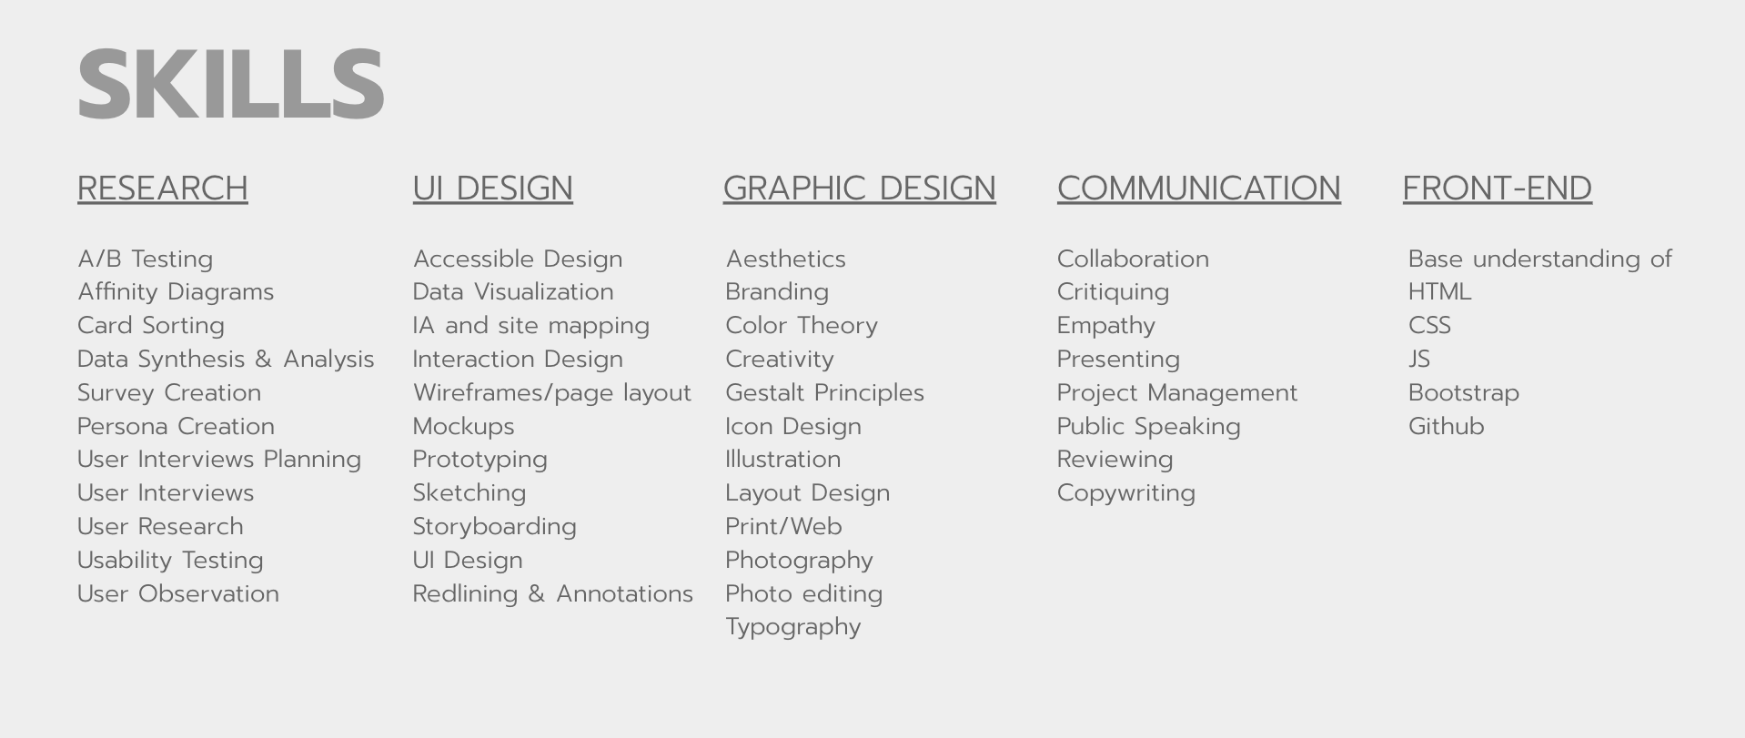 SKILLS
RESEARCH
A/B Testing
Affinity Diagrams
Card Sorting
Data Synthesis & Analysis
Survey Creation
Persona Creation
User Interviews Planning
User Interviews
User Research
Usability Testing
User Observation
UI DESIGN
Accessible Design
Data Visualization
IA and site mapping
Interaction Design
Wireframes/page layout
Mockups
Prototyping
Sketching
Storyboarding
UI Design
Redlining & Annotations
GRAPHIC DESIGN
Aesthetics
Branding
Color Theory
Creativity
Gestalt Principles
Icon Design
Illustration
Layout Design
Print/Web
Photography
Photo editing
Typography
COMMUNICATION
Collaboration
Critiquing
Empathy
Presenting
Project Management
Public Speaking
Reviewing
Copywriting
FRONT-END
Base understanding of
HTML
CSS
JS
Bootstrap
Github